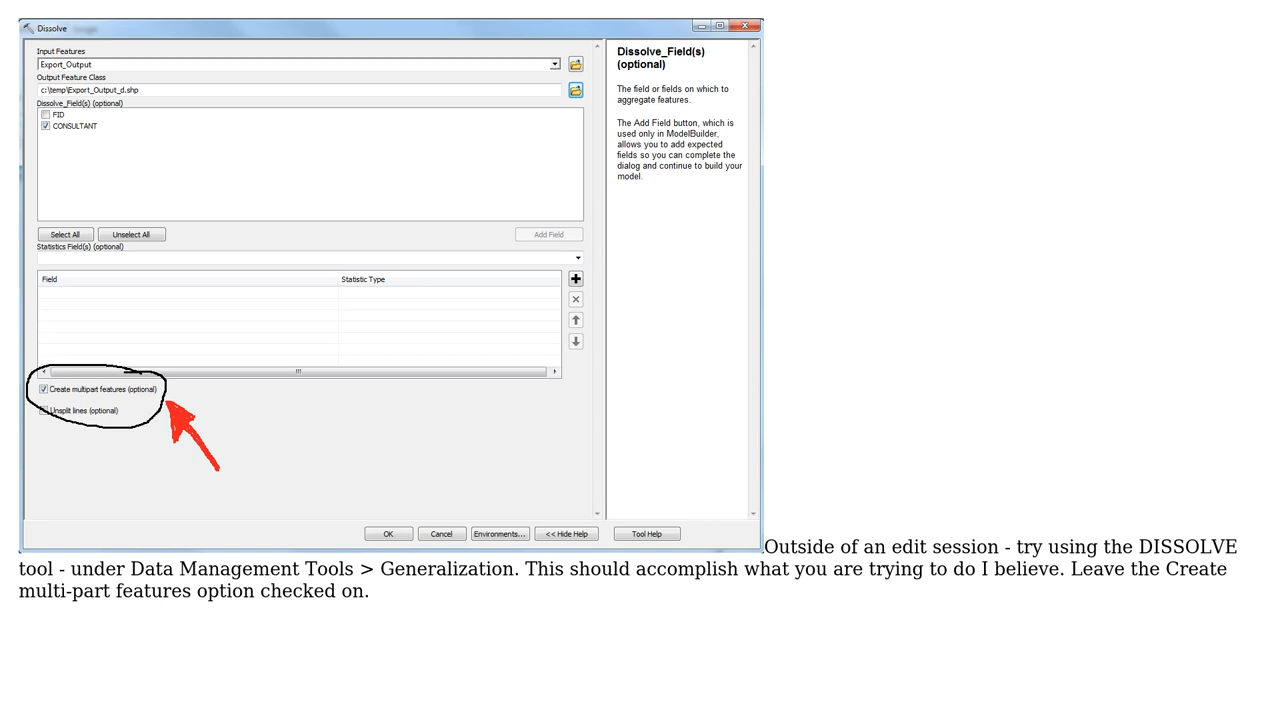 Dissolve
Input Features
Export_Output
Output Feature Class
c:\temp\Export_Output_d.shp
Dissolve_Field(s) (optional)
FID
CONSULTANT
Select All
Unselect All
Add Field
Statistics Field(s) (optional)
Field
Statistic Type
Create multipart features (optional)
Unsplit lines (optional)
OK
Cancel
Environments...
<< Hide Help
Tool Help
Dissolve_Field(s)
(optional)
The field or fields on which to
aggregate features.
The Add Field button, which is
used only in ModelBuilder,
allows you to add expected
fields so you can complete the
dialog and continue to build your
model.
Outside of an edit session - try using the DISSOLVE
tool - under Data Management Tools > Generalization. This should accomplish what you are trying to do I believe. Leave the Create
multi-part features option checked on.